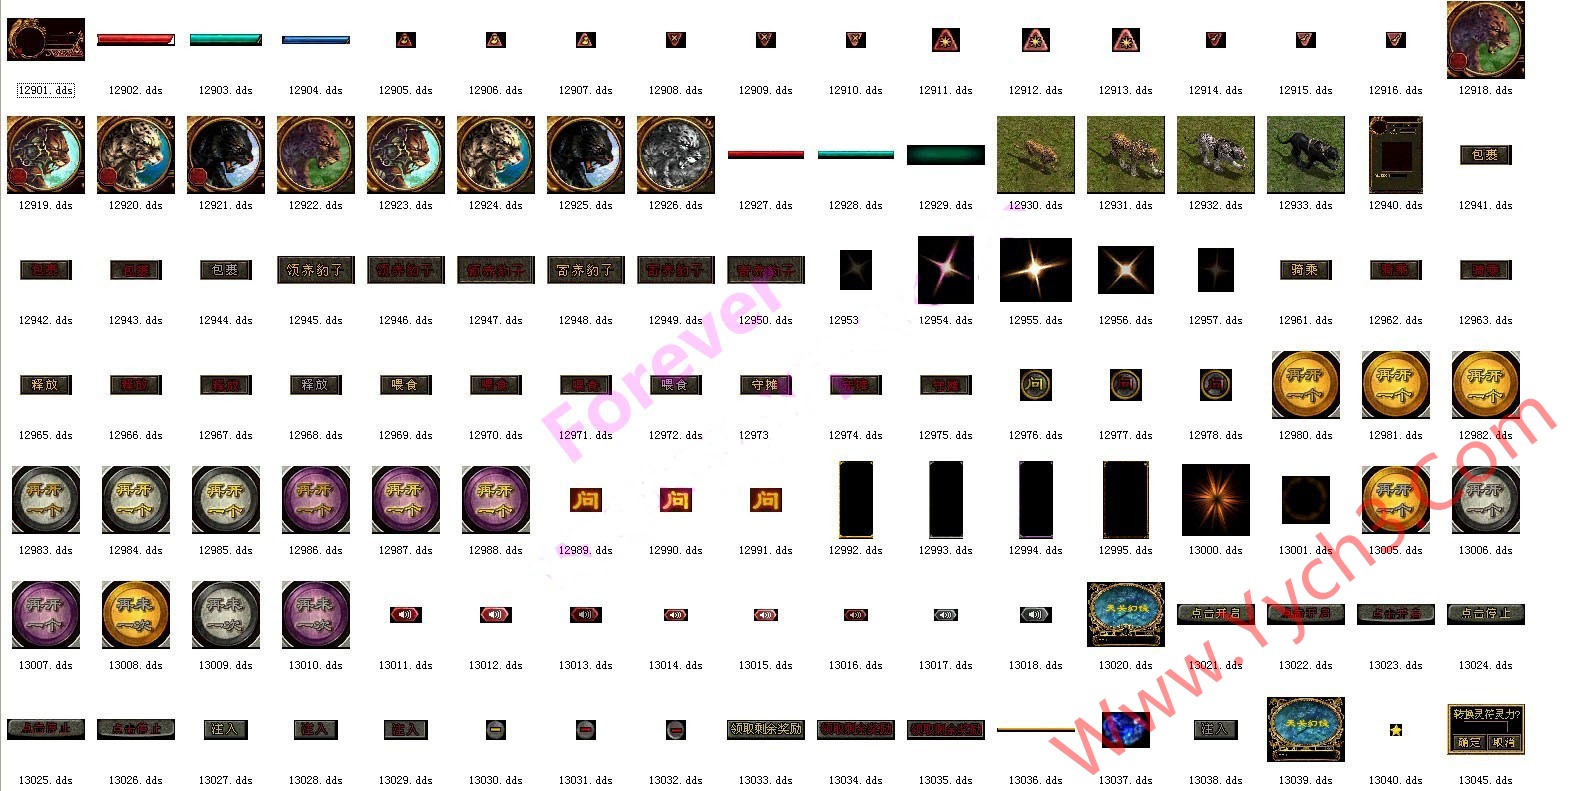 12901.dds 12902.dds 12903.dds 12904.dds 12905.dds 12906.dds 12907.dds 12908.dds 12909.dds 12910.dds 12911.dds 12912.dds 12913.dds 12914.dds 12915.dds 12916.dds 12918.dds
12919.dds 12920.dds 12921.dds 12922.dds 12923.dds 12924.dds 12925.dds 12926.dds 12927.dds 12928.dds 12929.dds 12930.dds 12931.dds 12932.dds 12933.dds 12940.dds 12941.dds
包裹
包裹 包裹 包裹 领养豹子 领养豹子 领养豹子 寄养豹子 寄养豹子 寄养豹子 骑乘 骑乘 骑乘
12942.dds 12943.dds 12944.dds 12945.dds 12946.dds 12947.dds 12948.dds 12949.dds 12950.dds 12953 12954.dds 12955.dds 12956.dds 12957.dds 12961.dds 12962.dds 12963.dds
释放 释放 释放 释放 喂食 喂食 喂食 喂食 守摊 守摊 守摊 问 问 问 再开一个 再开一个 再开一个
12965.dds 12966.dds 12967.dds 12968.dds 12969.dds 12970.dds 12971.dds 12972.dds 12973 12974.dds 12975.dds 12976.dds 12977.dds 12978.dds 12980.dds 12981.dds 12982.dds
再开一个 再开一个 再开一个 再开一个 再开一个 再开一个 问 问 问 再开一个 再开一个
12983.dds 12984.dds 12985.dds 12986.dds 12987.dds 12988.dds 12989.dds 12990.dds 12991.dds 12992.dds 12993.dds 12994.dds 12995.dds 13000.dds 13001.dds 13005.dds 13006.dds
再开一个 再来一次 再来一次 再来一次 天关幻境 点击开启 点击开启 点击开启 点击停止
13007.dds 13008.dds 13009.dds 13010.dds 13011.dds 13012.dds 13013.dds 13014.dds 13015.dds 13016.dds 13017.dds 13018.dds 13020.dds 13021.dds 13022.dds 13023.dds 13024.dds
点击停止 点击停止 注入 注入 注入 领取剩余奖励 领取剩余奖励 领取剩余奖励 注入 天关幻境 转换灵符灵力?
确定 取消
13025.dds 13026.dds 13027.dds 13028.dds 13029.dds 13030.dds 13031.dds 13032.dds 13033.dds 13034.dds 13035.dds 13036.dds 13037.dds 13038.dds 13039.dds 13040.dds 13045.dds
Forever
www.Yych3.com